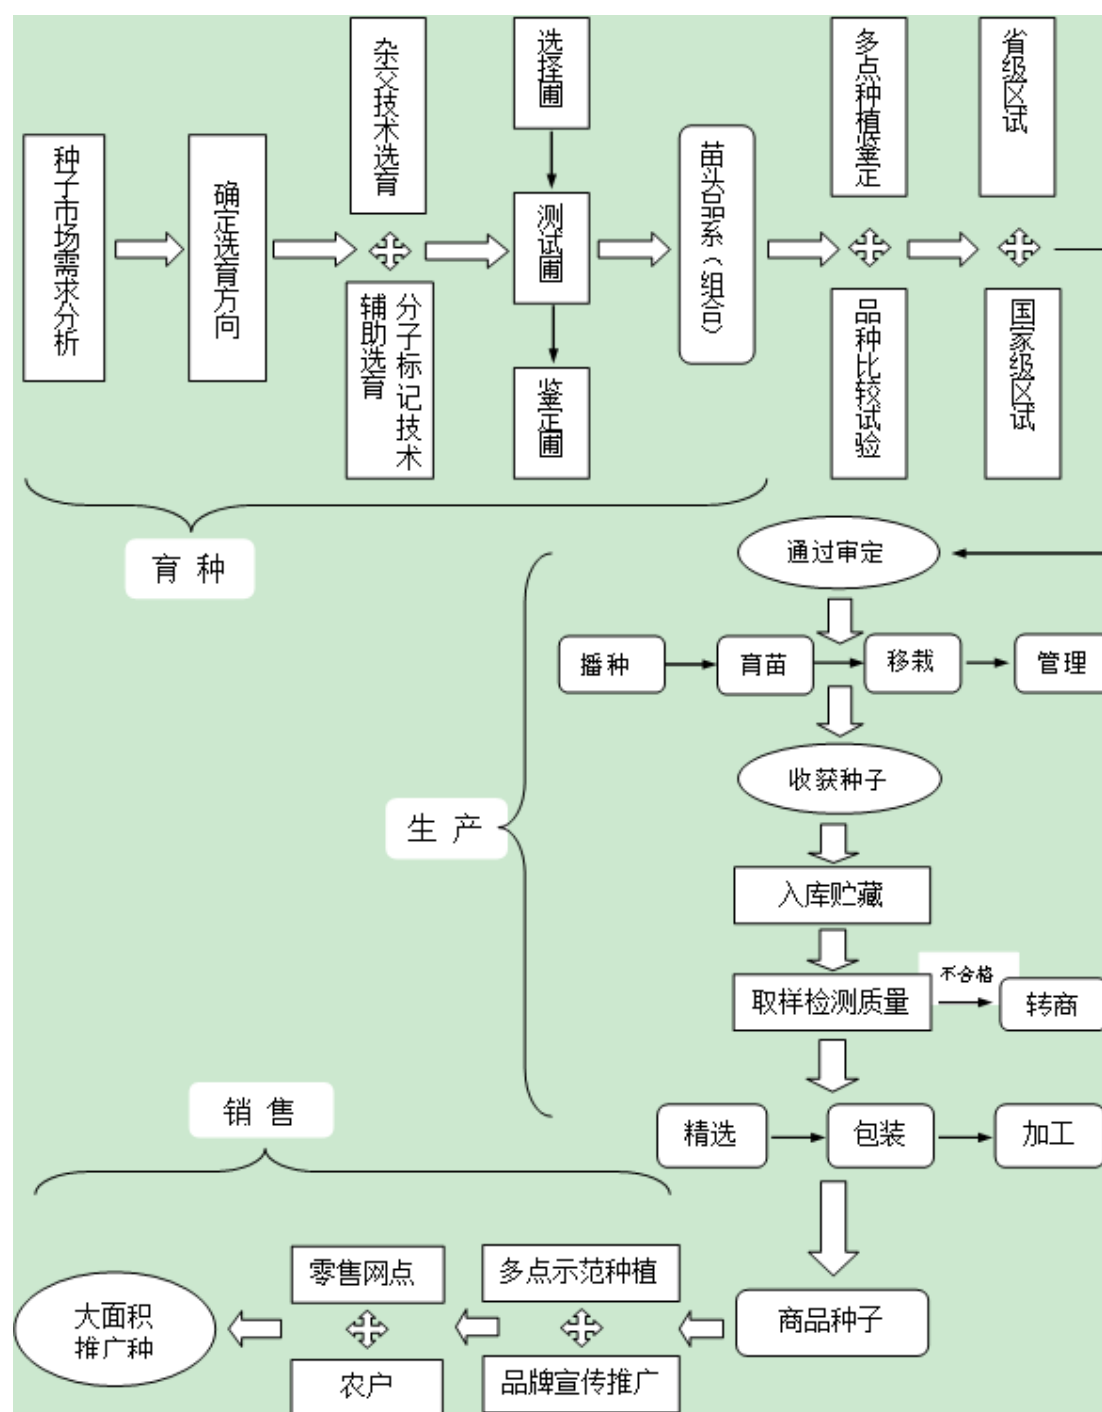 种子市场需求分析
确定选育方向
杂交技术选育
分子标记技术
辅助选育
选择圃
测试圃
鉴定圃
苗头品系（组合）
多点种植鉴定
品种比较试验
省级区试
国家级区试
育 种
通过审定
播种
育苗
移栽
管理
收获种子
生 产
入库贮藏
取样检测质量
不合格
转商
精选
包装
加工
销 售
商品种子
多点示范种植
品牌宣传推广
零售网点
农户
大面积
推广种